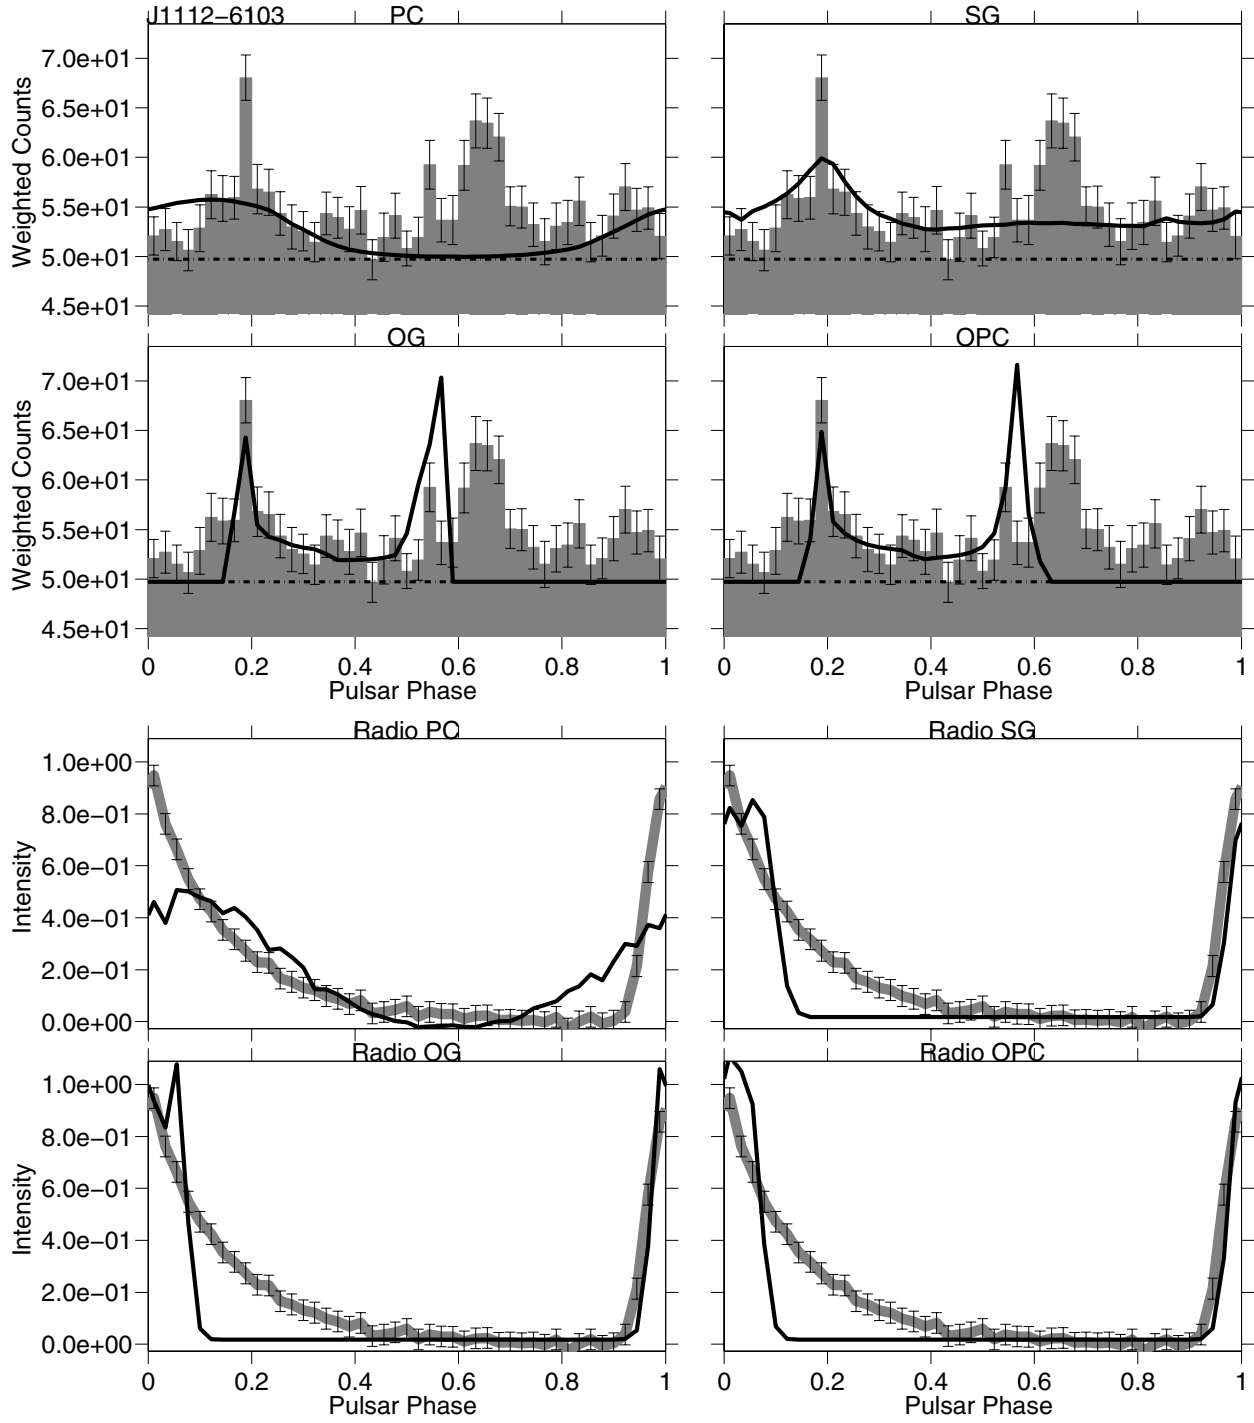 J1112−6103 PC SG
7.0e+01
6.5e+01
6.0e+01
5.5e+01
5.0e+01
4.5e+01
Weighted Counts
OG OPC
7.0e+01
6.5e+01
6.0e+01
5.5e+01
5.0e+01
4.5e+01
Weighted Counts
0 0.2 0.4 0.6 0.8 1 0 0.2 0.4 0.6 0.8 1
Pulsar Phase Pulsar Phase
Radio PC Radio SG
1.0e+00
8.0e−01
6.0e−01
4.0e−01
2.0e−01
0.0e+00
Intensity
Radio OG Radio OPC
1.0e+00
8.0e−01
6.0e−01
4.0e−01
2.0e−01
0.0e+00
Intensity
0 0.2 0.4 0.6 0.8 1 0 0.2 0.4 0.6 0.8 1
Pulsar Phase Pulsar Phase